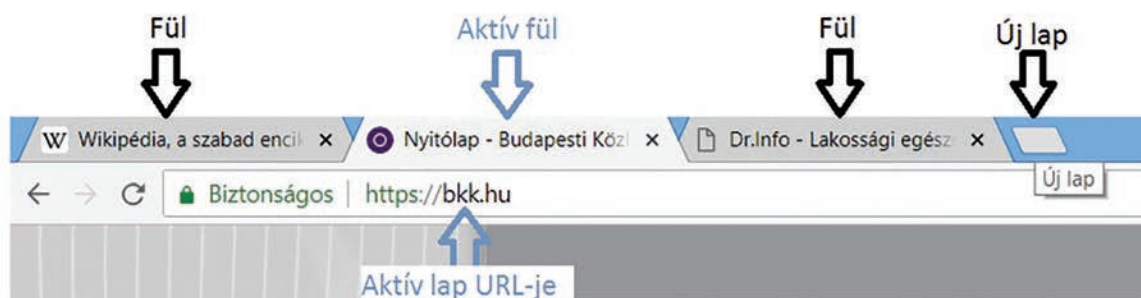 Fül
Aktív fül
Fül
Új lap
W Wikipédia, a szabad encik
Nyitólap - Budapesti Közl
Dr.Info - Lakossági egész
Új lap
Biztonságos | https://bkk.hu
Aktív lap URL-je